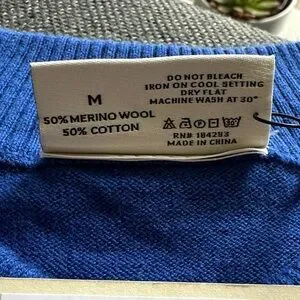 M
50% MERINO WOOL
50% COTTON
DO NOT BLEACH
IRON ON COOL SETTING
DRY FLAT
MACHINE WASH AT 30°
RN# 184293
MADE IN CHINA